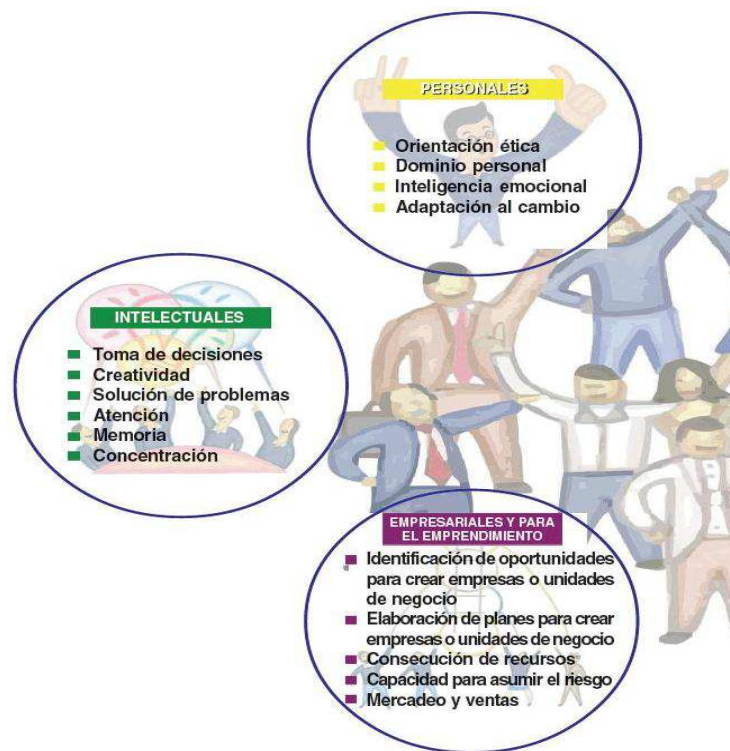 PERSONALES
Orientación ética
Dominio personal
Inteligencia emocional
Adaptación al cambio
INTELECTUALES
Toma de decisiones
Creatividad
Solución de problemas
Atención
Memoria
Concentración
EMPRESARIALES Y PARA
EL EMPRENDIMIENTO
Identificación de oportunidades
para crear empresas o unidades
de negocio
Elaboración de planes para crear
empresas o unidades de negocio
Consecución de recursos
Capacidad para asumir el riesgo
Mercadeo y ventas